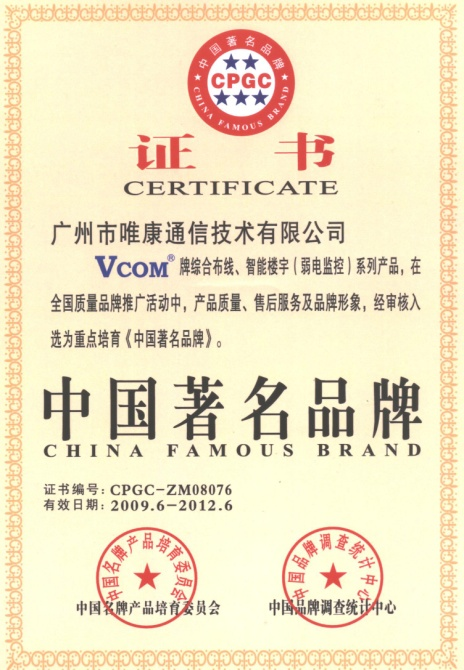 中国著名品牌
CPGC
CHINA FAMOUS BRAND
证 书
CERTIFICATE
广州市唯康通信技术有限公司
VCOM® 牌综合布线、智能楼宇（弱电监控）系列产品，在
全国质量品牌推广活动中，产品质量、售后服务及品牌形象，经审核入
选为重点培育《中国著名品牌》。
中国著名品牌
CHINA FAMOUS BRAND
证书编号：CPGC-ZM08076
有效日期：2009.6-2012.6
中国名牌产品培育委员会
中国品牌调查统计中心
中国名牌产品培育委员会
中国品牌调查统计中心